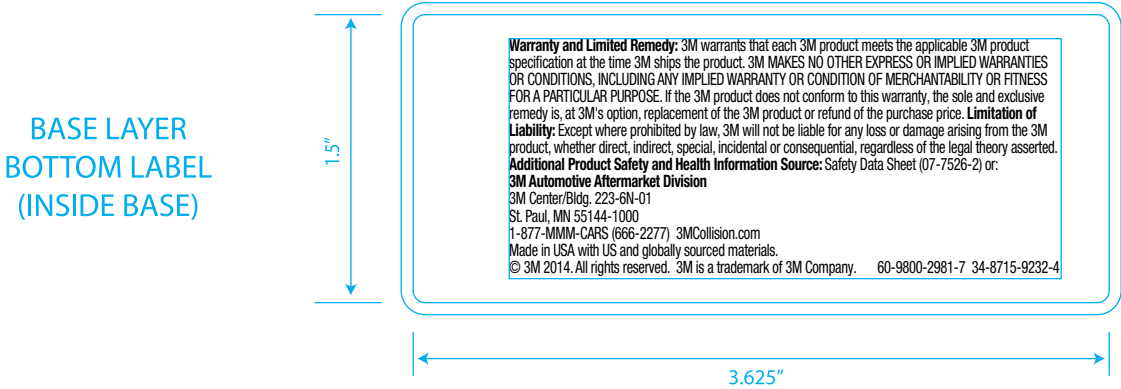 BASE LAYER
BOTTOM LABEL
(INSIDE BASE)
1.5"
Warranty and Limited Remedy: 3M warrants that each 3M product meets the applicable 3M product
specification at the time 3M ships the product. 3M MAKES NO OTHER EXPRESS OR IMPLIED WARRANTIES
OR CONDITIONS, INCLUDING ANY IMPLIED WARRANTY OR CONDITION OF MERCHANTABILITY OR FITNESS
FOR A PARTICULAR PURPOSE. If the 3M product does not conform to this warranty, the sole and exclusive
remedy is, at 3M's option, replacement of the 3M product or refund of the purchase price. Limitation of
Liability: Except where prohibited by law, 3M will not be liable for any loss or damage arising from the 3M
product, whether direct, indirect, special, incidental or consequential, regardless of the legal theory asserted.
Additional Product Safety and Health Information Source: Safety Data Sheet (07-7526-2) or:
3M Automotive Aftermarket Division
3M Center/Bldg. 223-6N-01
St. Paul, MN 55144-1000
1-877-MMM-CARS (666-2277) 3MCollision.com
Made in USA with US and globally sourced materials.
© 3M 2014. All rights reserved. 3M is a trademark of 3M Company. 60-9800-2981-7 34-8715-9232-4
3.625"